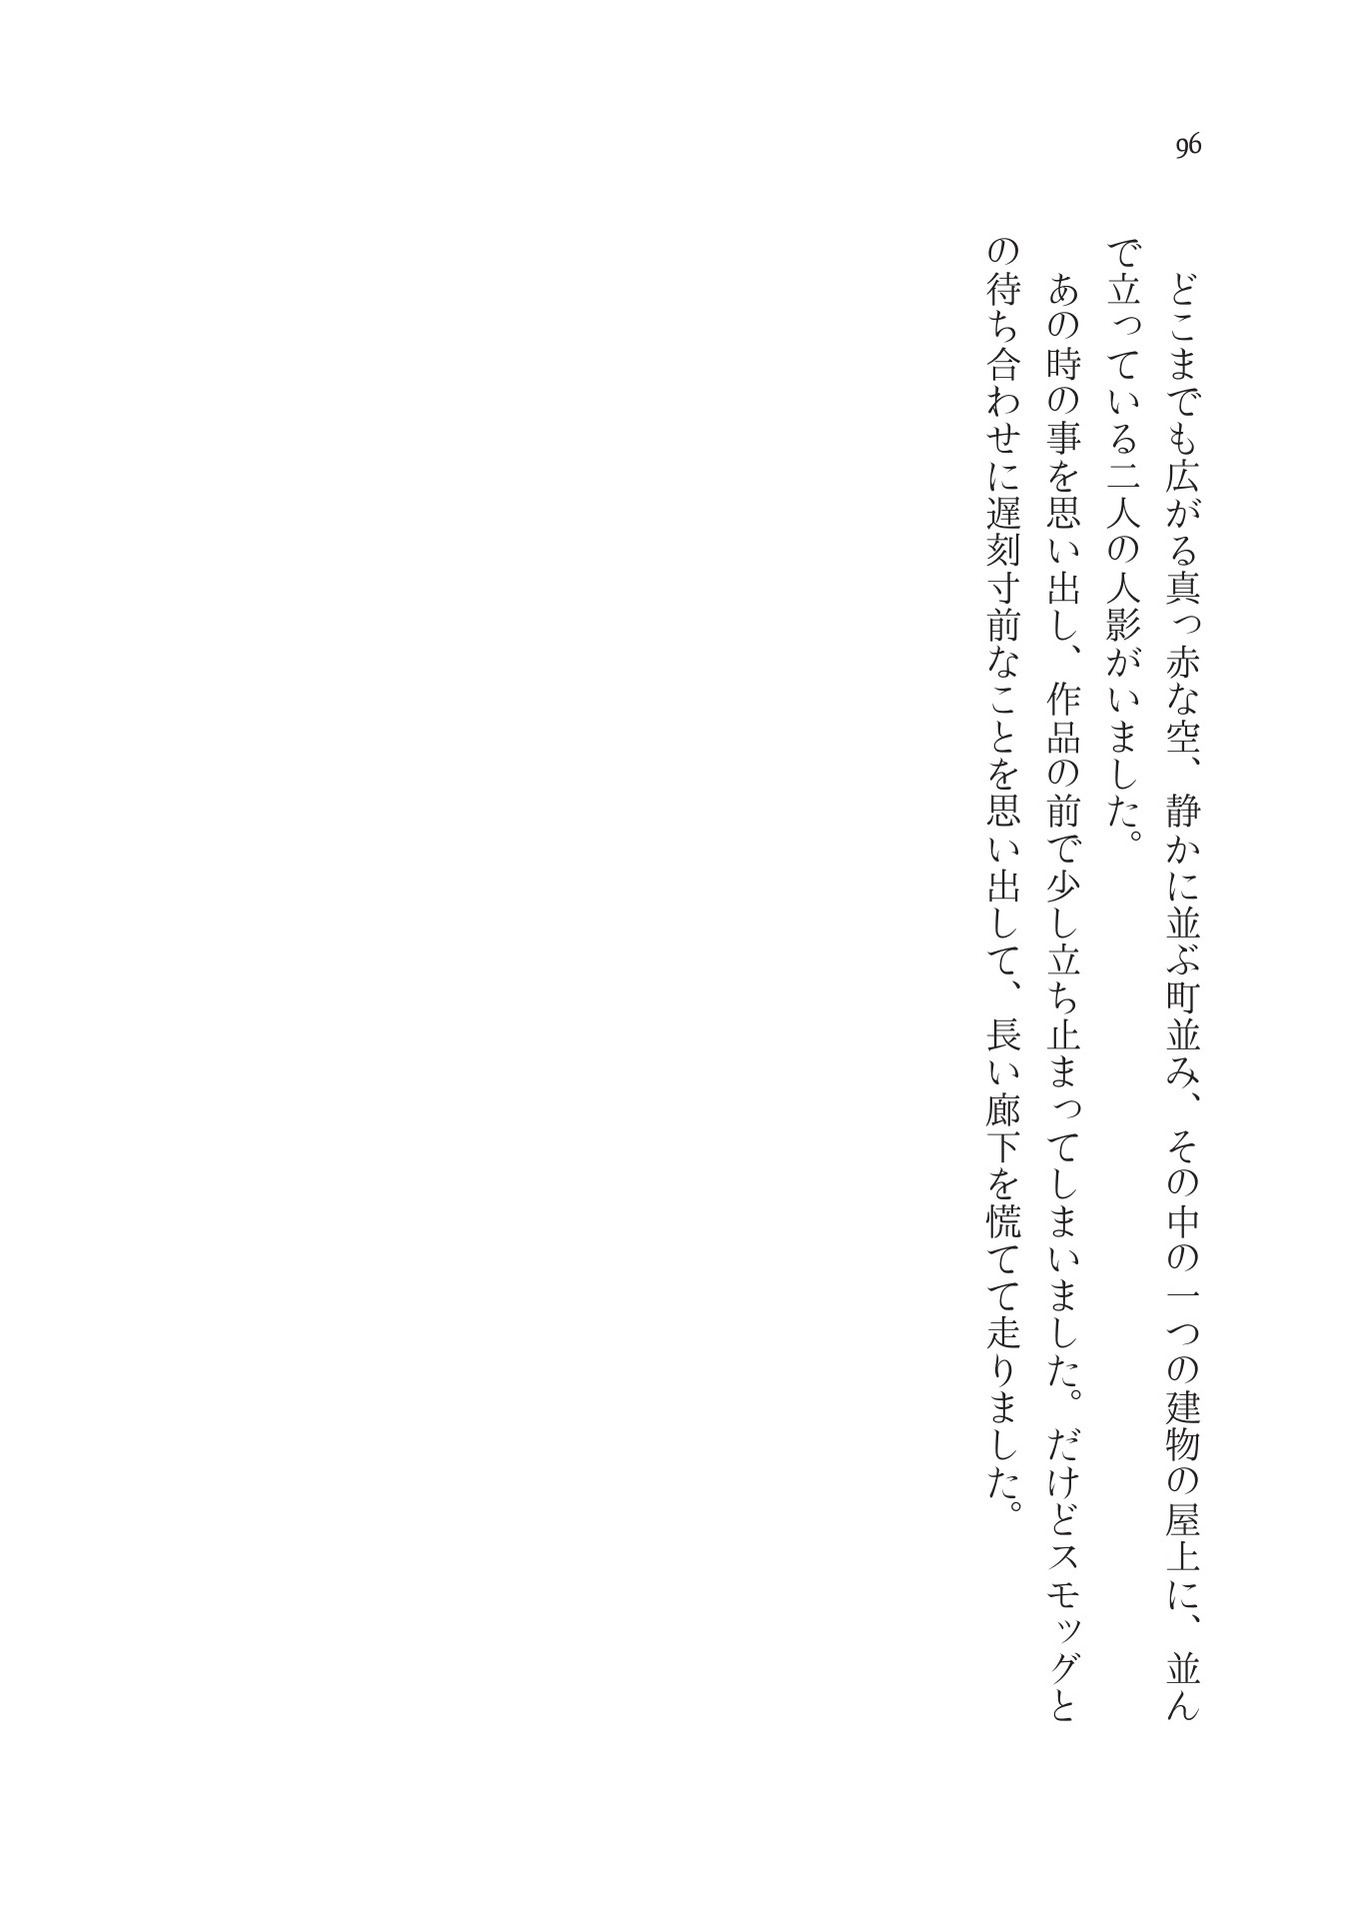 96
どこまでも広がる真っ赤な空、静かに並ぶ町並み、その中の一つの建物の屋上に、並ん
で立っている二人の人影がいました。
あの時の事を思い出し、作品の前で少し立ち止まってしまいました。だけどスモッグと
の待ち合わせに遅刻寸前なことを思い出して、長い廊下を慌てて走りました。